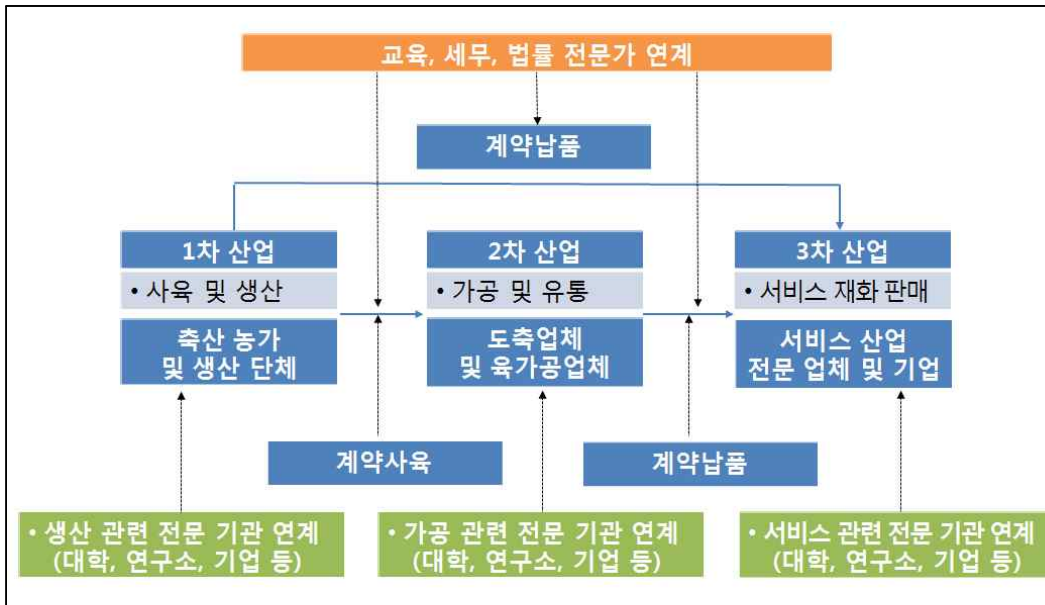 교육, 세무, 법률 전문가 연계
계약납품
1차 산업
• 사육 및 생산
축산 농가
및 생산 단체
2차 산업
• 가공 및 유통
도축업체
및 육가공업체
3차 산업
• 서비스 재화 판매
서비스 산업
전문 업체 및 기업
계약사육
계약납품
• 생산 관련 전문 기관 연계
(대학, 연구소, 기업 등)
• 가공 관련 전문 기관 연계
(대학, 연구소, 기업 등)
• 서비스 관련 전문 기관 연계
(대학, 연구소, 기업 등)